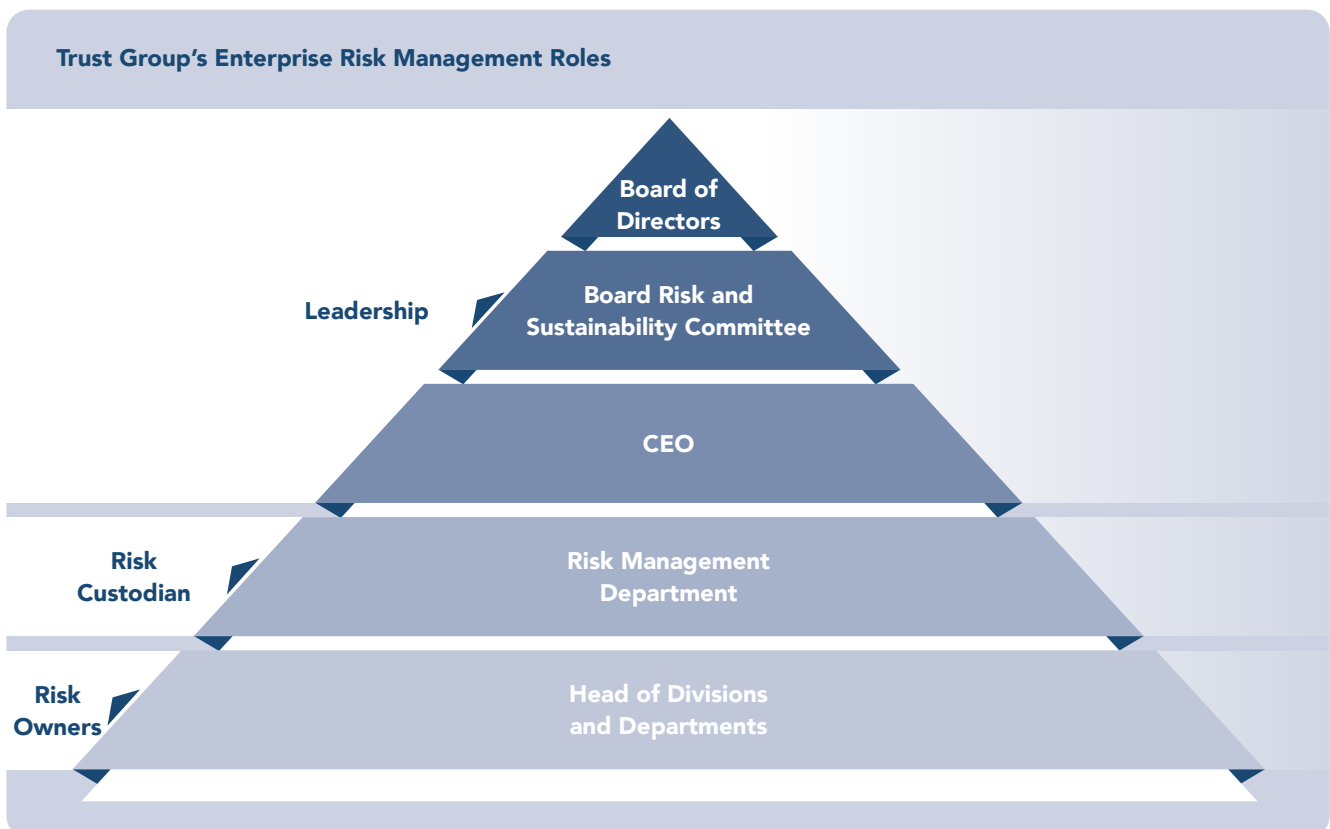 Trust Group’s Enterprise Risk Management Roles
Board of
Directors
Leadership
Board Risk and
Sustainability Committee
CEO
Risk
Custodian
Risk Management
Department
Risk
Owners
Head of Divisions
and Departments